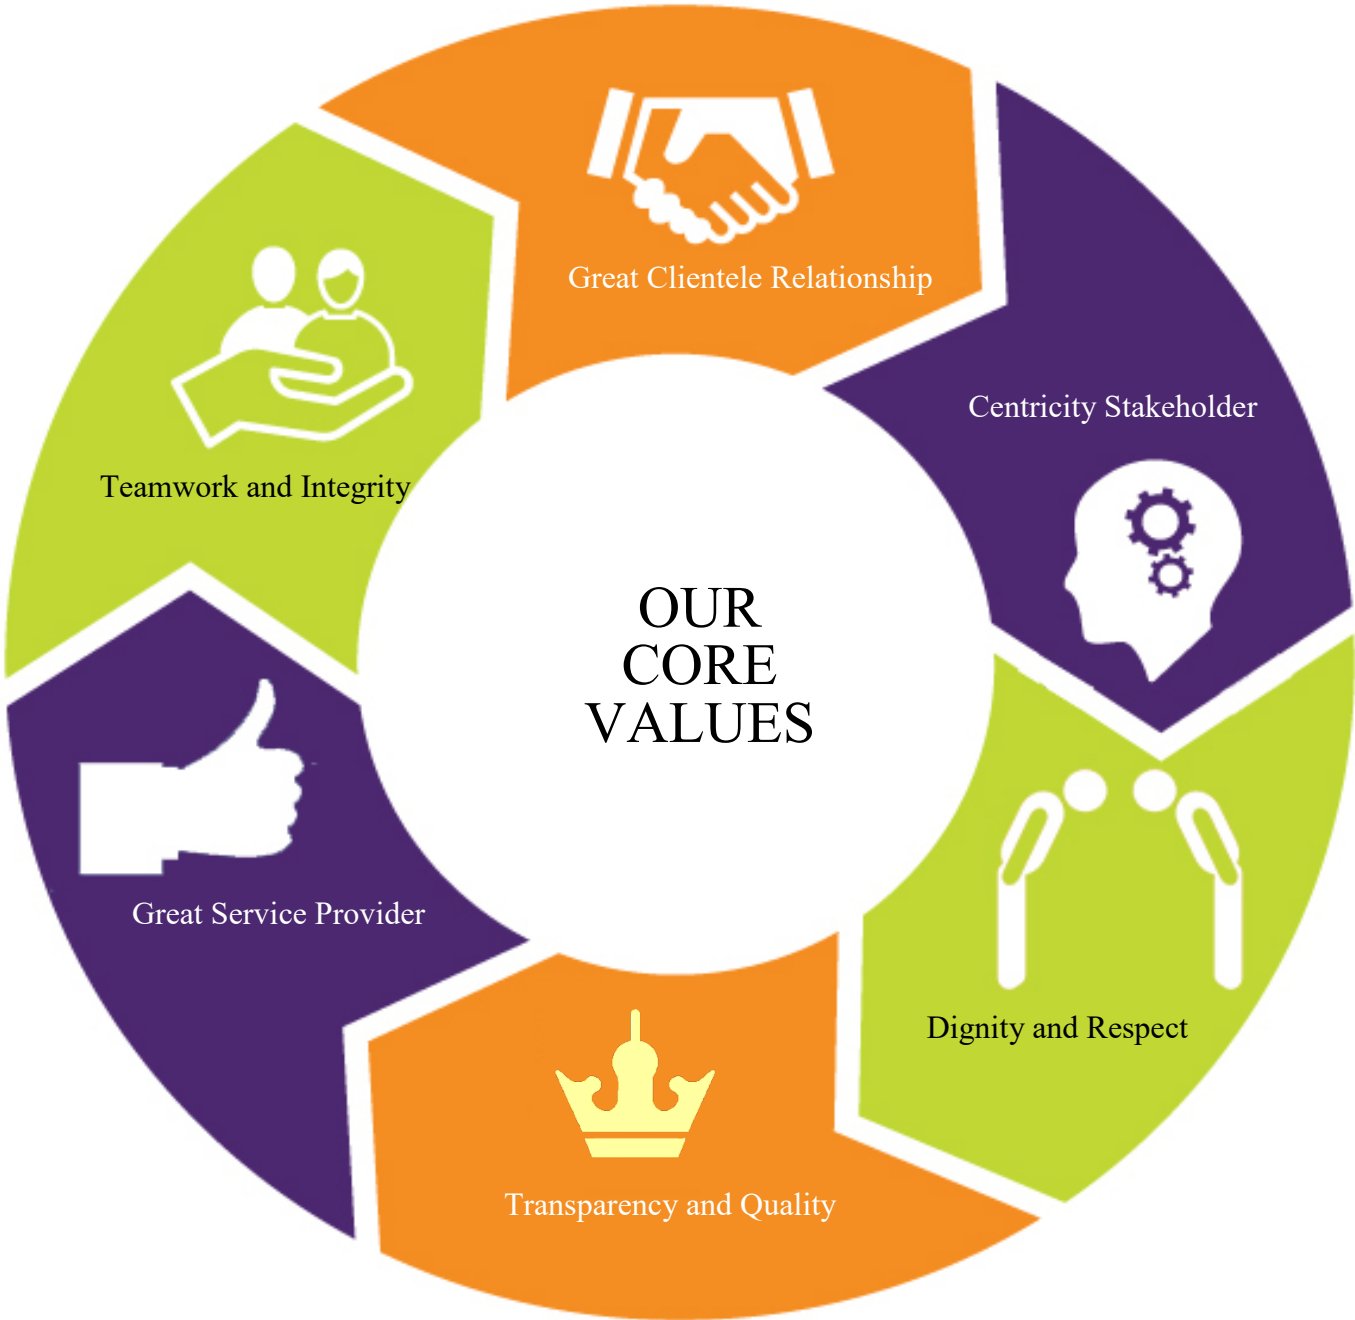 Great Clientele Relationship
Centricity Stakeholder
Teamwork and Integrity
OUR
CORE
VALUES
Great Service Provider
Dignity and Respect
Transparency and Quality